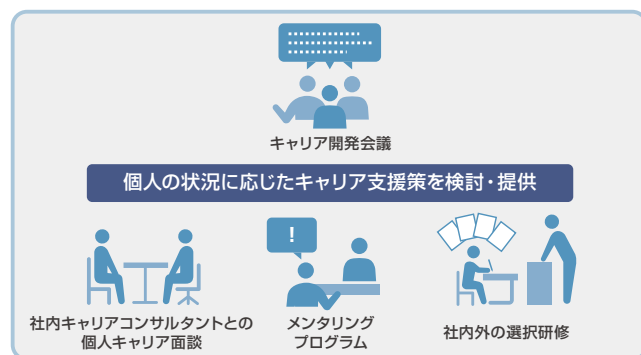 キャリア開発会議
個人の状況に応じたキャリア支援策を検討・提供
!
社内キャリアコンサルタントとの
個人キャリア面談
メンタリング
プログラム
社内外の選択研修